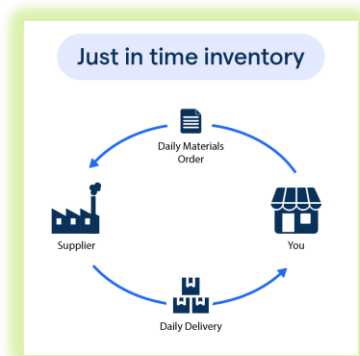 Just in time inventory
Daily Materials
Order
Supplier
You
Daily Delivery